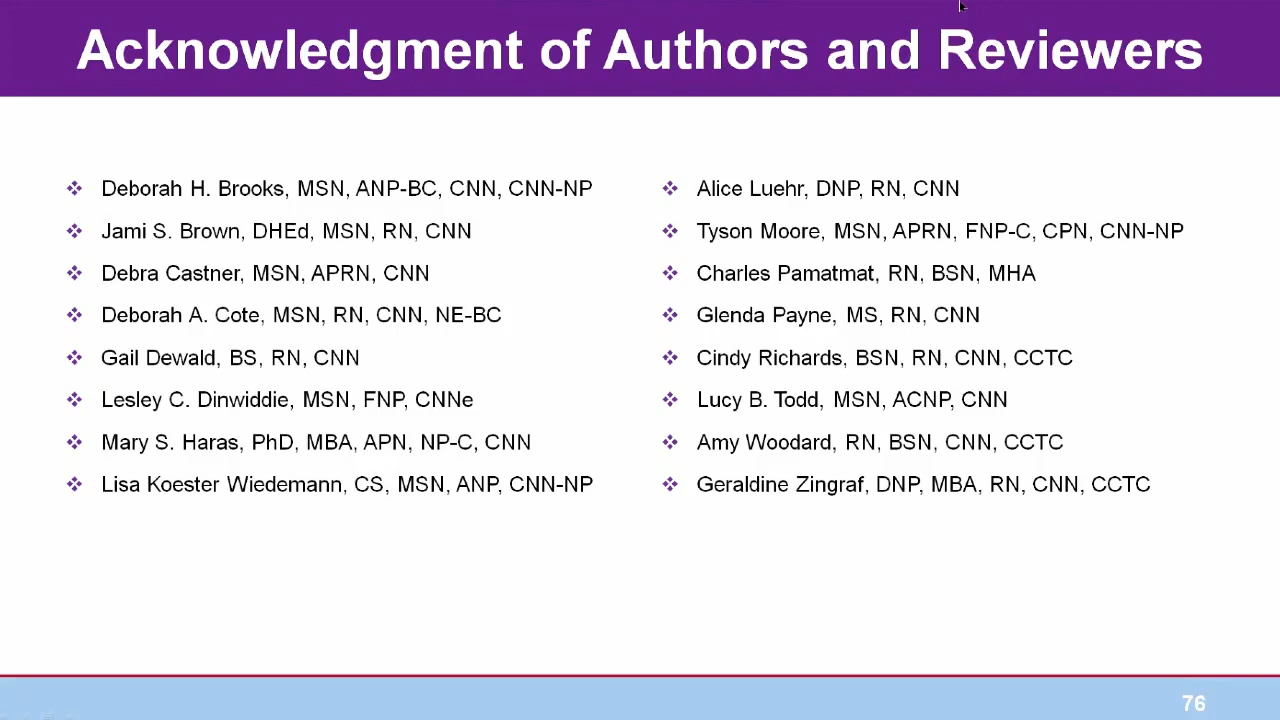 Acknowledgment of Authors and Reviewers
Deborah H. Brooks, MSN, ANP-BC, CNN, CNN-NP
Jami S. Brown, DHEd, MSN, RN, CNN
Debra Castner, MSN, APRN, CNN
Deborah A. Cote, MSN, RN, CNN, NE-BC
Gail Dewald, BS, RN, CNN
Lesley C. Dinwiddie, MSN, FNP, CNNe
Mary S. Haras, PhD, MBA, APN, NP-C, CNN
Lisa Koester Wiedemann, CS, MSN, ANP, CNN-NP
Alice Luehr, DNP, RN, CNN
Tyson Moore, MSN, APRN, FNP-C, CPN, CNN-NP
Charles Pamatmat, RN, BSN, MHA
Glenda Payne, MS, RN, CNN
Cindy Richards, BSN, RN, CNN, CCTC
Lucy B. Todd, MSN, ACNP, CNN
Amy Woodard, RN, BSN, CNN, CCTC
Geraldine Zingraf, DNP, MBA, RN, CNN, CCTC
76